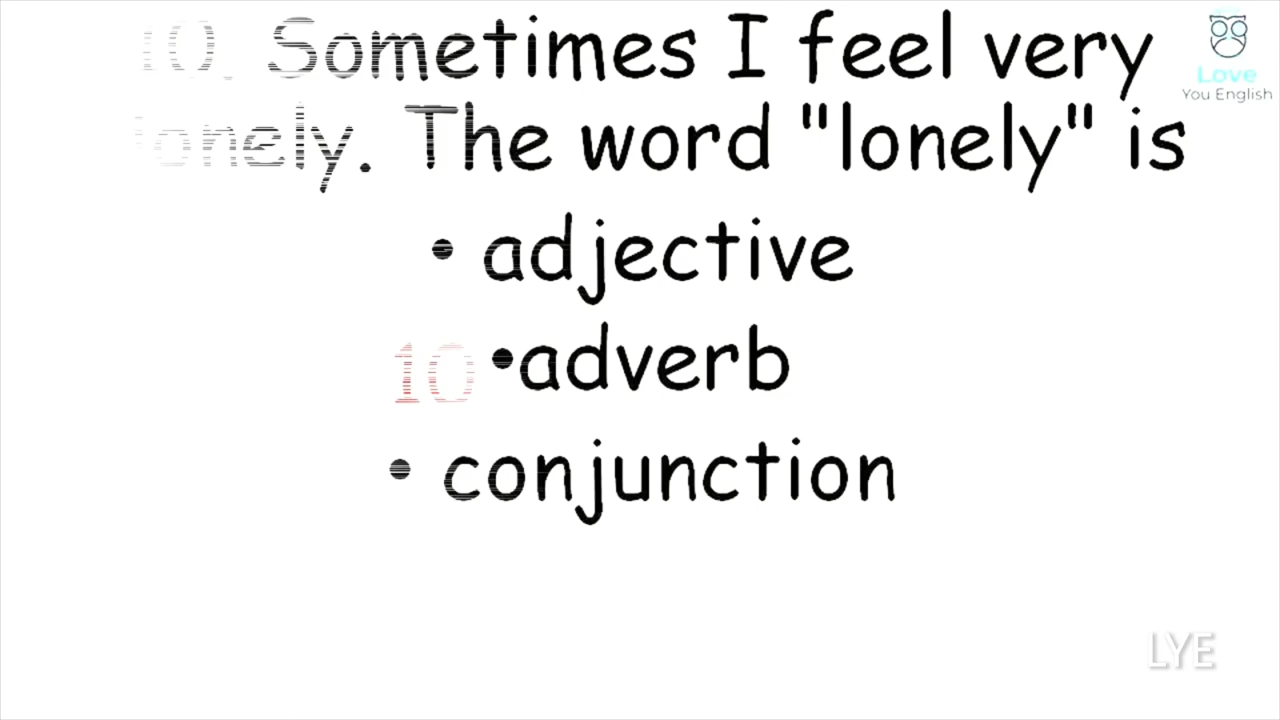 10. Sometimes I feel very
lonely. The word "lonely" is
• adjective
•adverb
• conjunction
10
Love
You English
LYE